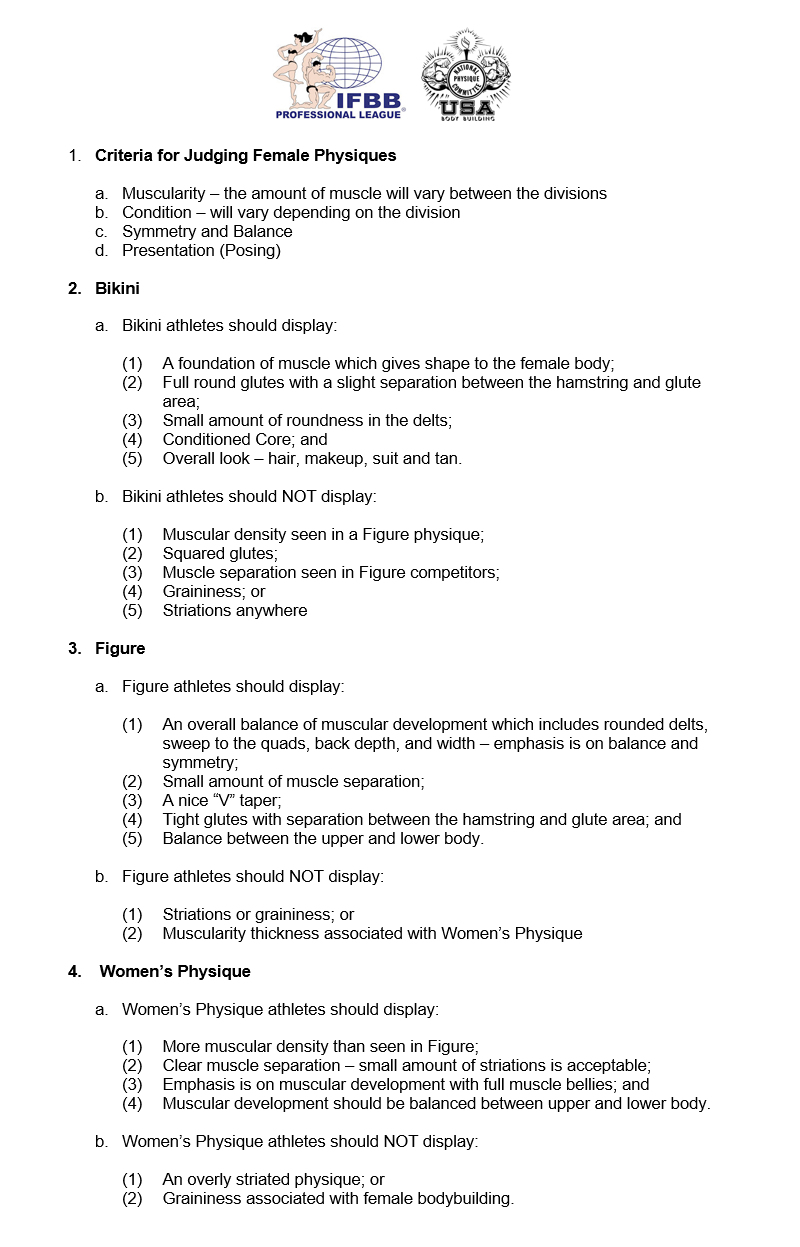 IFBB
PROFESSIONAL LEAGUE
NATIONAL
PHYSIQUE
COMMITTEE
USA
BODY BUILDING
1. Criteria for Judging Female Physiques
a. Muscularity – the amount of muscle will vary between the divisions
b. Condition – will vary depending on the division
c. Symmetry and Balance
d. Presentation (Posing)
2. Bikini
a. Bikini athletes should display:
(1) A foundation of muscle which gives shape to the female body;
(2) Full round glutes with a slight separation between the hamstring and glute
area;
(3) Small amount of roundness in the delts;
(4) Conditioned Core; and
(5) Overall look – hair, makeup, suit and tan.
b. Bikini athletes should NOT display:
(1) Muscular density seen in a Figure physique;
(2) Squared glutes;
(3) Muscle separation seen in Figure competitors;
(4) Graininess; or
(5) Striations anywhere
3. Figure
a. Figure athletes should display:
(1) An overall balance of muscular development which includes rounded delts,
sweep to the quads, back depth, and width – emphasis is on balance and
symmetry;
(2) Small amount of muscle separation;
(3) A nice “V” taper;
(4) Tight glutes with separation between the hamstring and glute area; and
(5) Balance between the upper and lower body.
b. Figure athletes should NOT display:
(1) Striations or graininess; or
(2) Muscularity thickness associated with Women’s Physique
4. Women’s Physique
a. Women’s Physique athletes should display:
(1) More muscular density than seen in Figure;
(2) Clear muscle separation – small amount of striations is acceptable;
(3) Emphasis is on muscular development with full muscle bellies; and
(4) Muscular development should be balanced between upper and lower body.
b. Women’s Physique athletes should NOT display:
(1) An overly striated physique; or
(2) Graininess associated with female bodybuilding.